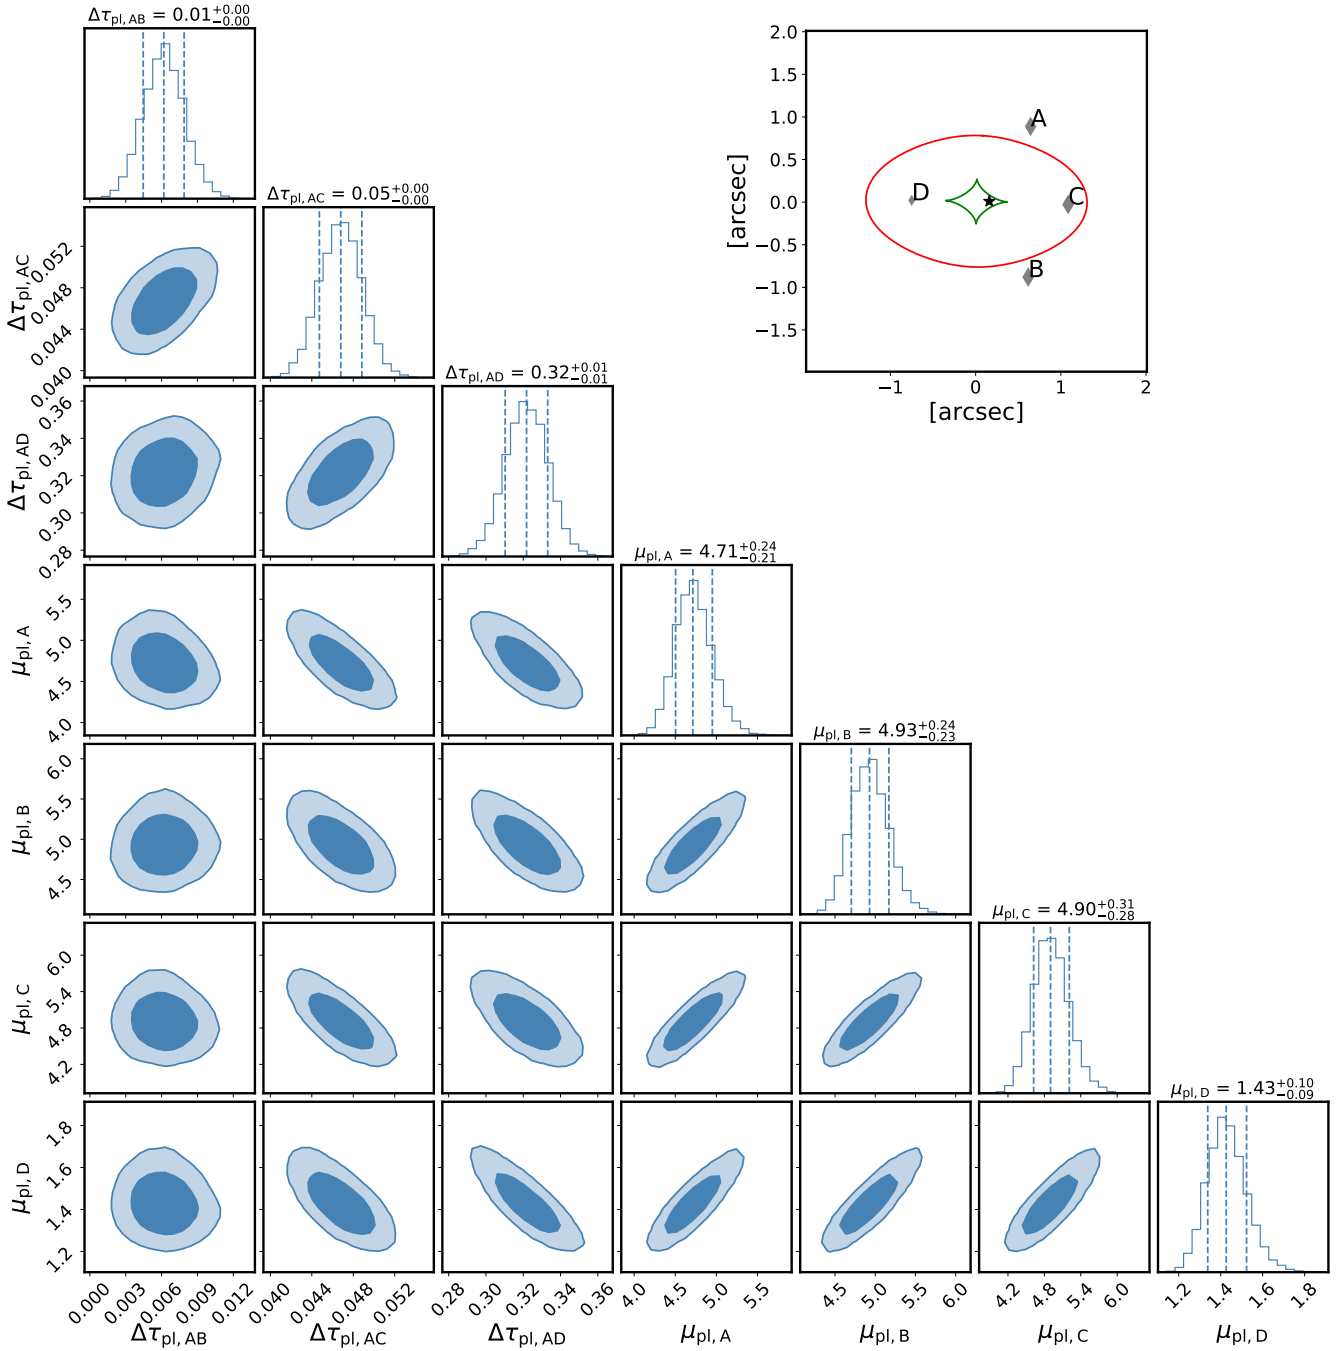 Δτpl, AB = 0.01+0.00−0.00
2.0
1.5
1.0
0.5
0.0
−0.5
−1.0
−1.5
[arcsec]
A
D
C
B
−1
0
1
2
[arcsec]
Δτpl, AC = 0.05+0.00−0.00
Δτpl, AC
0.052
0.048
0.044
0.040
Δτpl, AD = 0.32+0.01−0.01
Δτpl, AD
0.36
0.34
0.32
0.30
0.28
μpl, A = 4.71+0.24−0.21
μpl, A
5.5
5.0
4.5
4.0
μpl, B = 4.93+0.24−0.23
μpl, B
6.0
5.5
5.0
4.5
μpl, C = 4.90+0.31−0.28
μpl, C
6.0
5.4
4.8
4.2
μpl, D = 1.43+0.10−0.09
μpl, D
1.8
1.6
1.4
1.2
0.000 0.003 0.006 0.009 0.012 0.040 0.044 0.048 0.052 0.28 0.30 0.32 0.34 0.36 4.0 4.5 5.0 5.5 4.5 5.0 5.5 6.0 4.2 4.8 5.4 6.0 1.2 1.4 1.6 1.8
Δτpl, AB Δτpl, AC Δτpl, AD μpl, A μpl, B μpl, C μpl, D